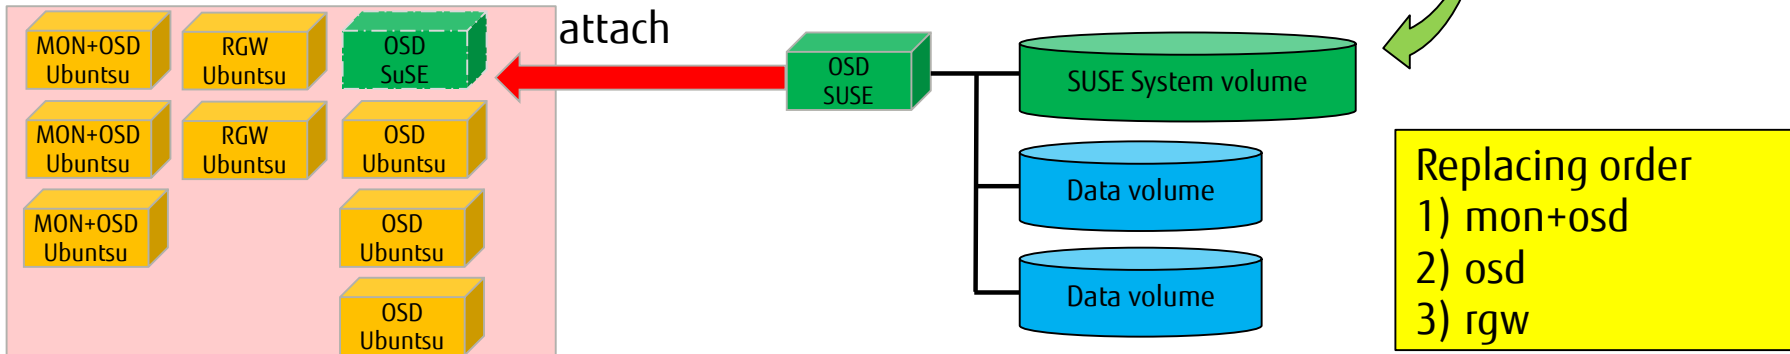 MON+OSD
Ubuntsu
RGW
Ubuntsu
OSD
SuSE
attach
OSD
SUSE
SUSE System volume
MON+OSD
Ubuntsu
RGW
Ubuntsu
OSD
Ubuntsu
Data volume
MON+OSD
Ubuntsu
OSD
Ubuntsu
Data volume
OSD
Ubuntsu
Replacing order
1) mon+osd
2) osd
3) rgw